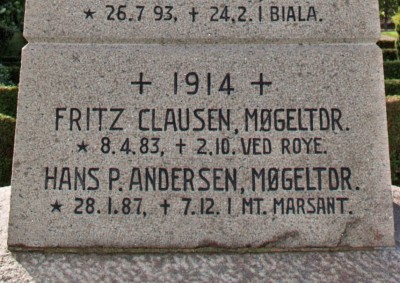 ★ 26.7 93, + 24.2. I BIALA.
+ 1914 +
FRITZ CLAUSEN, MØGELTDR.
★ 8.4.83, + 2.10. VED ROYE.
HANS P. ANDERSEN, MØGELTDR.
★ 28.1.87, + 7.12. I MT. MARSANT.